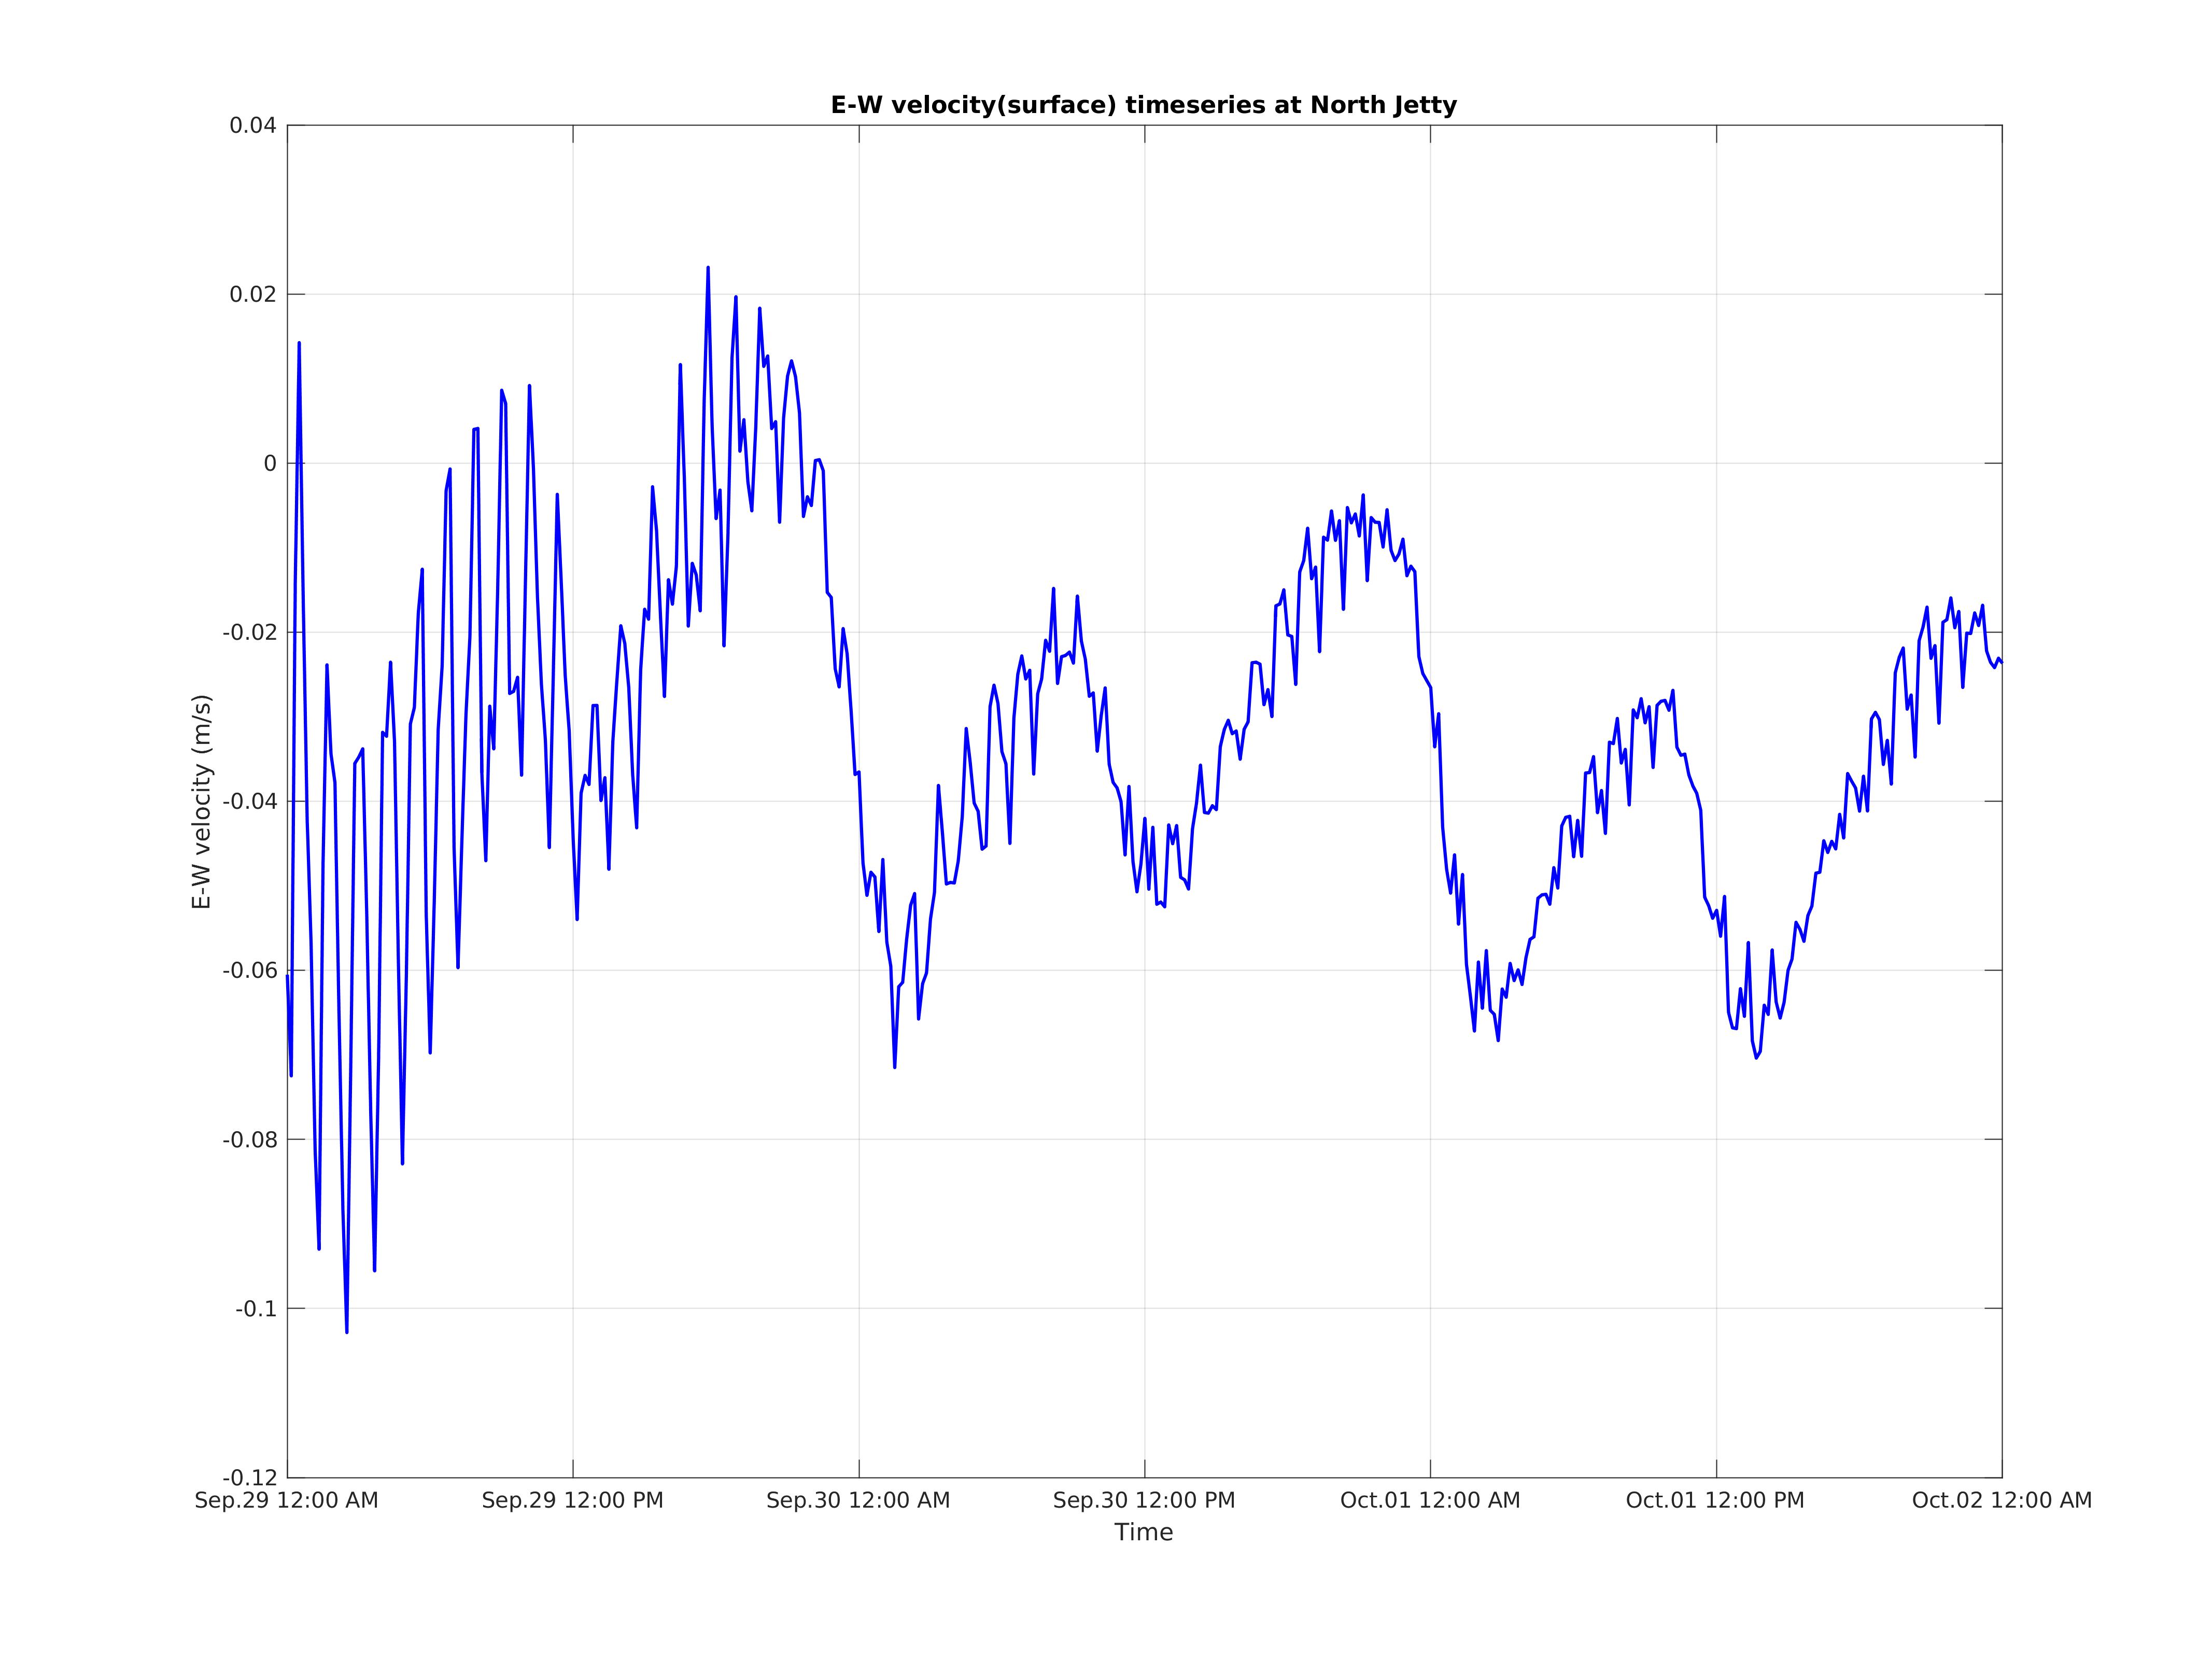 E-W velocity(surface) timeseries at North Jetty
E-W velocity (m/s)
0.04
0.02
0
-0.02
-0.04
-0.06
-0.08
-0.1
-0.12
Sep.29 12:00 AM
Sep.29 12:00 PM
Sep.30 12:00 AM
Sep.30 12:00 PM
Oct.01 12:00 AM
Oct.01 12:00 PM
Oct.02 12:00 AM
Time